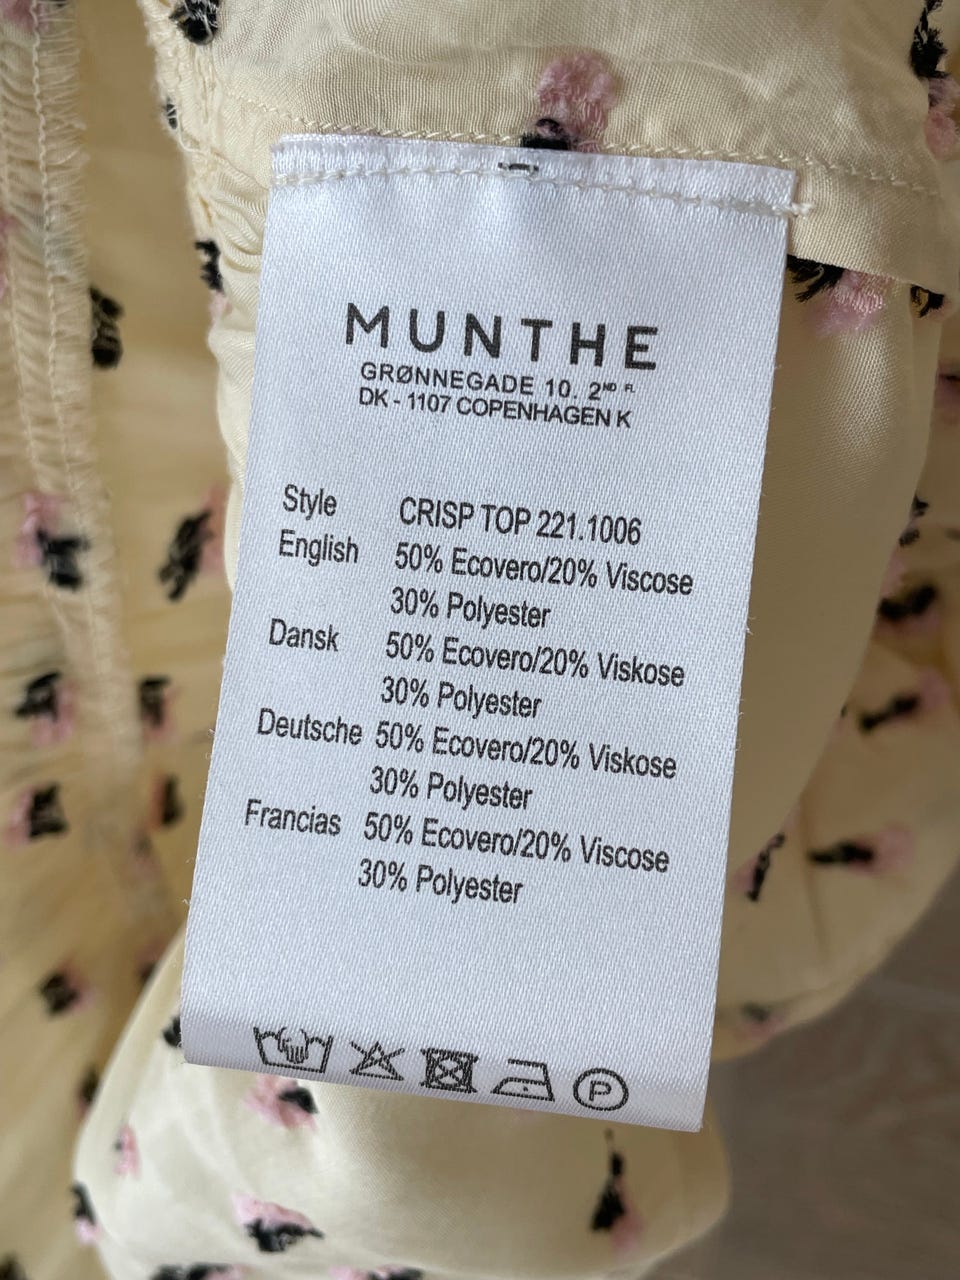 MUNTHE
GRØNNEGADE 10. 2ND FL
DK - 1107 COPENHAGEN K
Style CRISP TOP 221.1006
English 50% Ecovero/20% Viscose
30% Polyester
Dansk 50% Ecovero/20% Viskose
30% Polyester
Deutsche 50% Ecovero/20% Viskose
30% Polyester
Francias 50% Ecovero/20% Viscose
30% Polyester
P